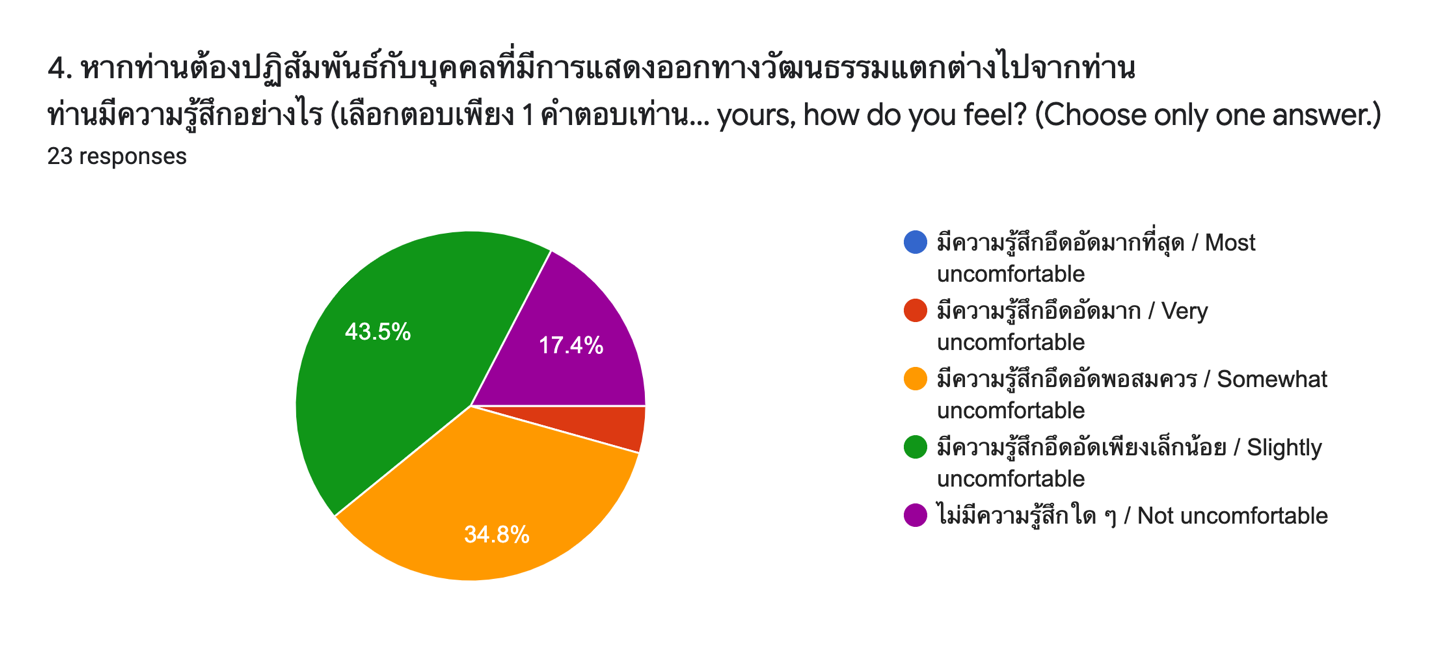 4. หากท่านต้องปฏิสัมพันธ์กับบุคคลที่มีการแสดงออกทางวัฒนธรรมแตกต่างไปจากท่าน
ท่านมีความรู้สึกอย่างไร (เลือกตอบเพียง 1 คำตอบเท่าน... yours, how do you feel? (Choose only one answer.)
23 responses
43.5%
17.4%
34.8%
มีความรู้สึกอึดอัดมากที่สุด / Most
uncomfortable
มีความรู้สึกอึดอัดมาก / Very
uncomfortable
มีความรู้สึกอึดอัดพอสมควร / Somewhat
uncomfortable
มีความรู้สึกอึดอัดเพียงเล็กน้อย / Slightly
uncomfortable
ไม่มีความรู้สึกใด ๆ / Not uncomfortable